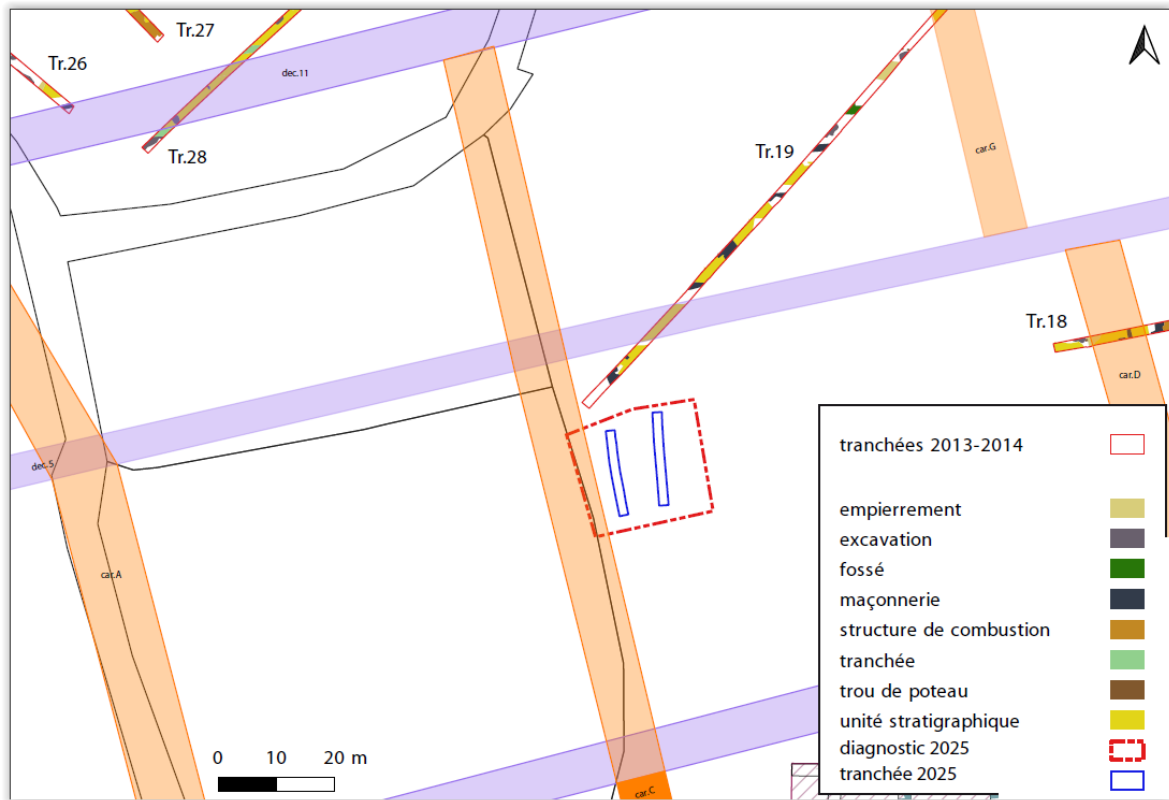 Tr.27
Tr.26
dec.11
Tr.28
Tr.19
car.G
Tr.18
car.D
dec.5
car.A
car.C
0 10 20 m
tranchées 2013-2014
empierrement
excavation
fossé
maçonnerie
structure de combustion
tranchée
trou de poteau
unité stratigraphique
diagnostic 2025
tranchée 2025